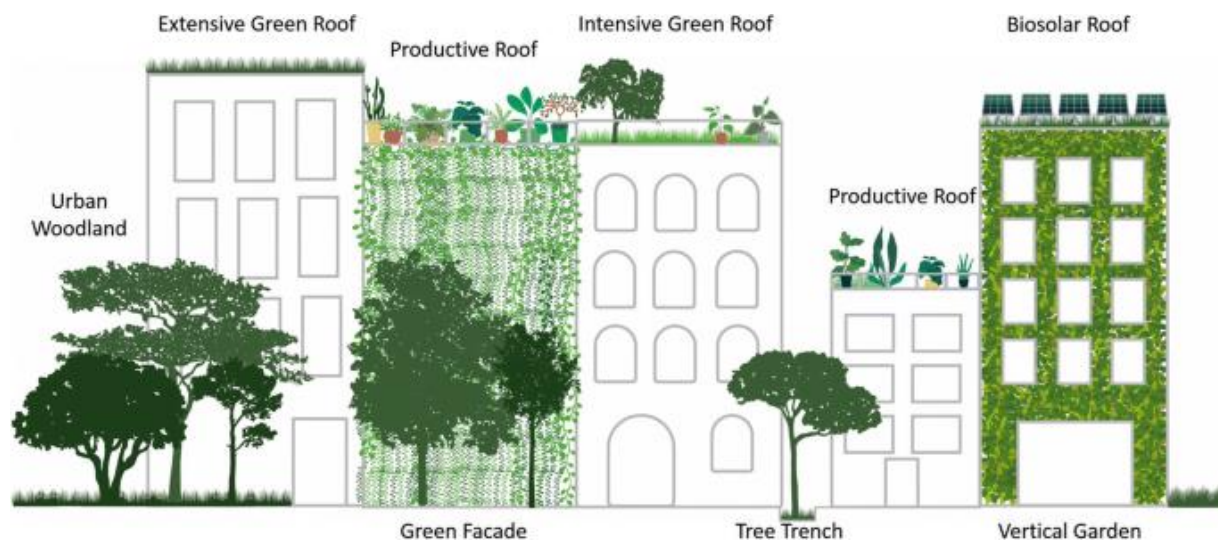 Extensive Green Roof
Productive Roof
Intensive Green Roof
Biosolar Roof
Urban
Woodland
Productive Roof
Green Facade
Tree Trench
Vertical Garden